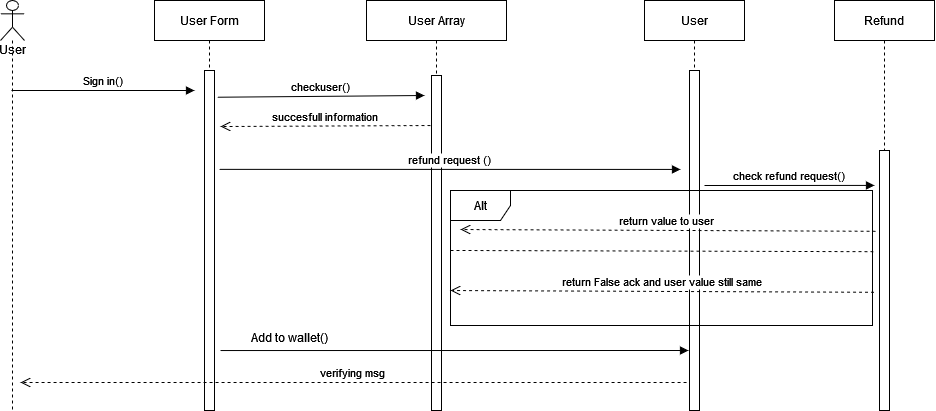 User Form
User Array
User
Refund
User
Sign in()
checkuser()
succesfull information
refund request ()
check refund request()
Alt
return value to user
return False ack and user value still same
Add to wallet()
verifying msg